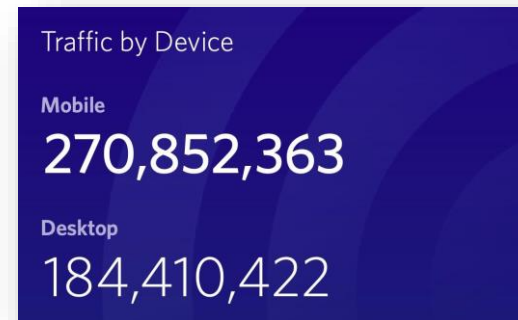 Traffic by Device
Mobile
270,852,363
Desktop
184,410,422